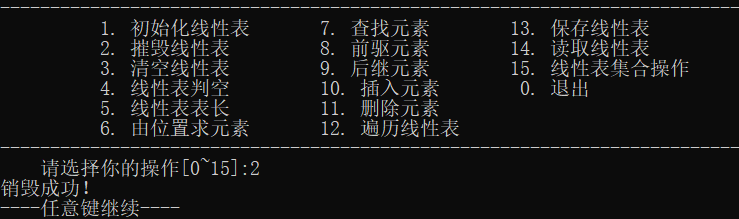 1. 初始化线性表 7. 查找元素 13. 保存线性表
2. 摧毁线性表 8. 前驱元素 14. 读取线性表
3. 清空线性表 9. 后继元素 15. 线性表集合操作
4. 线性表判空 10. 插入元素 0. 退出
5. 线性表表长 11. 删除元素
6. 由位置求元素 12. 遍历线性表
请选择你的操作[0~15]:2
销毁成功!
----任意键继续----